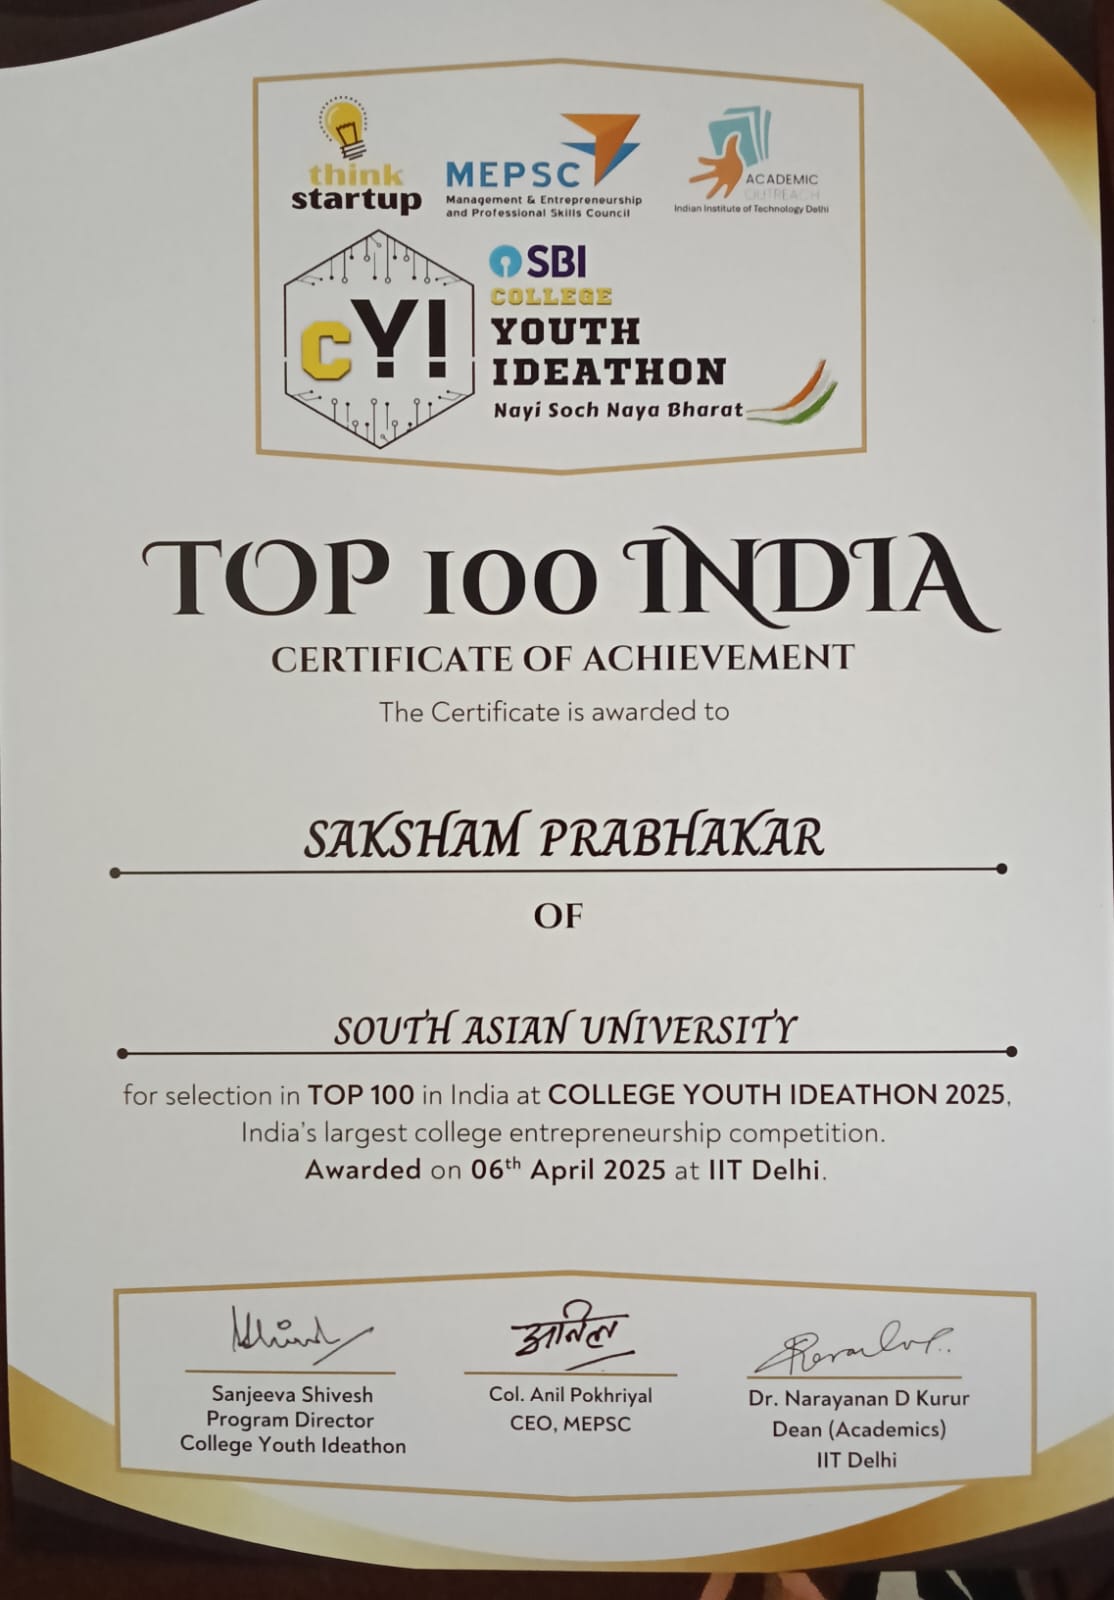 think
startup
MEPSC
Management & Entrepreneurship
and Professional Skills Council
ACADEMIC
OUTREACH
Indian Institute of Technology Delhi
CY!
SBI
COLLEGE
YOUTH
IDEATHON
Nayi Soch Naya Bharat
TOP 100 INDIA
CERTIFICATE OF ACHIEVEMENT
The Certificate is awarded to
SAKSHAM PRABHAKAR
OF
SOUTH ASIAN UNIVERSITY
for selection in TOP 100 in India at COLLEGE YOUTH IDEATHON 2025,
India's largest college entrepreneurship competition.
Awarded on 06th April 2025 at IIT Delhi.
अनिल
Sanjeeva Shivesh
Program Director
College Youth Ideathon
Col. Anil Pokhriyal
CEO, MEPSC
Dr. Narayanan D Kurur
Dean (Academics)
IIT Delhi